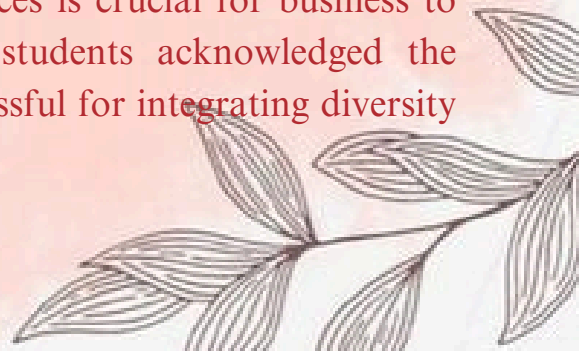 ces is crucial for business to
students acknowledged the
ssful for integrating diversity